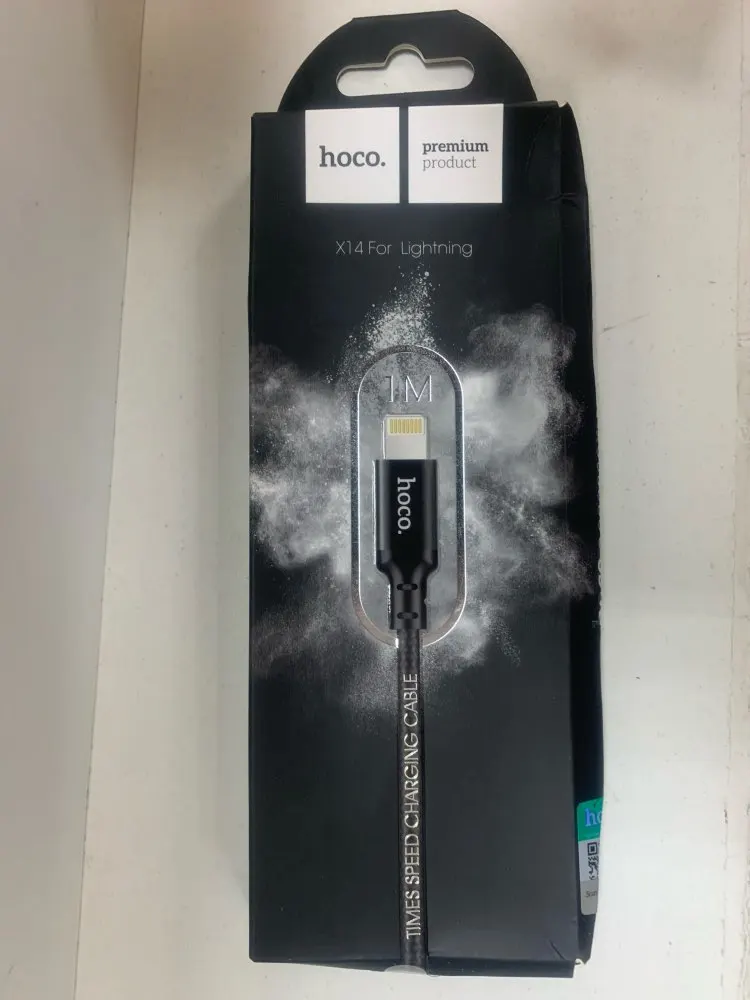 hoco.
premium
product
X14 For Lightning
1M
hoco.
TIMES SPEED CHARGING CABLE